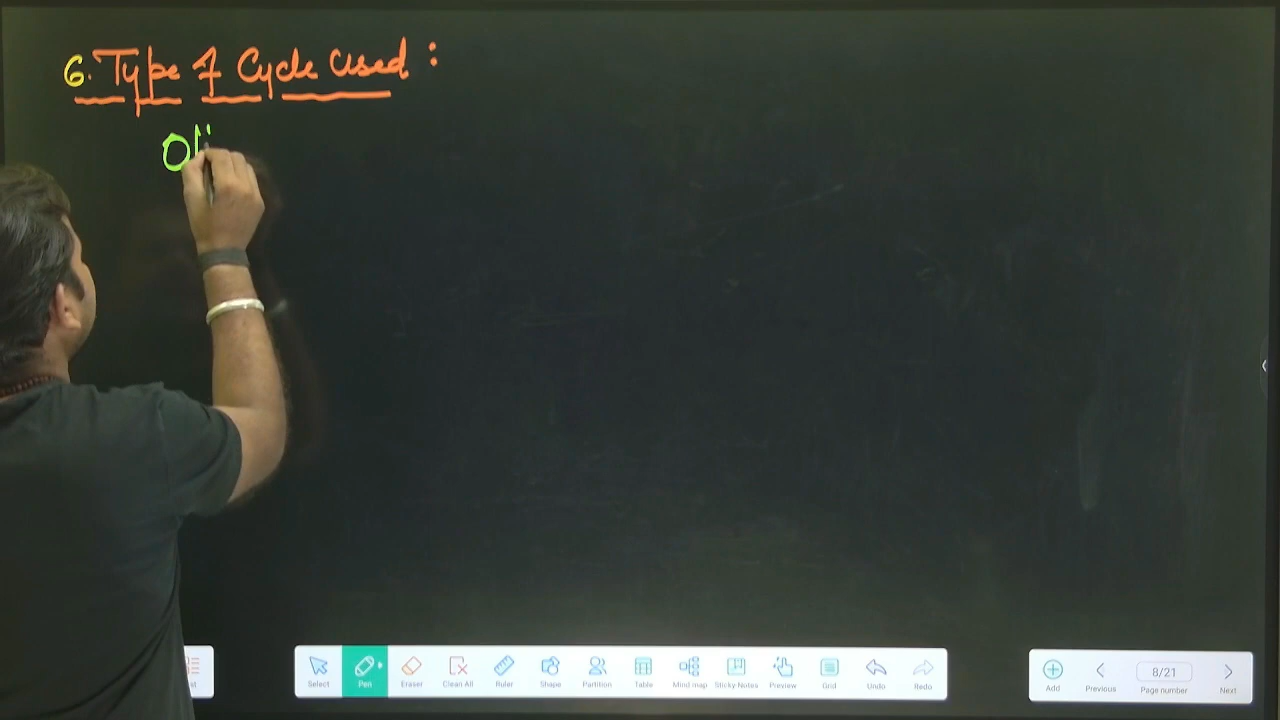 6. Type of Cycle Used :
Select
Pen
Eraser
Clean All
Ruler
Shape
Partition
Table
Mind map
Sticky Notes
Preview
Grid
Undo
Redo
Add
Previous
8/21
Page number
Next